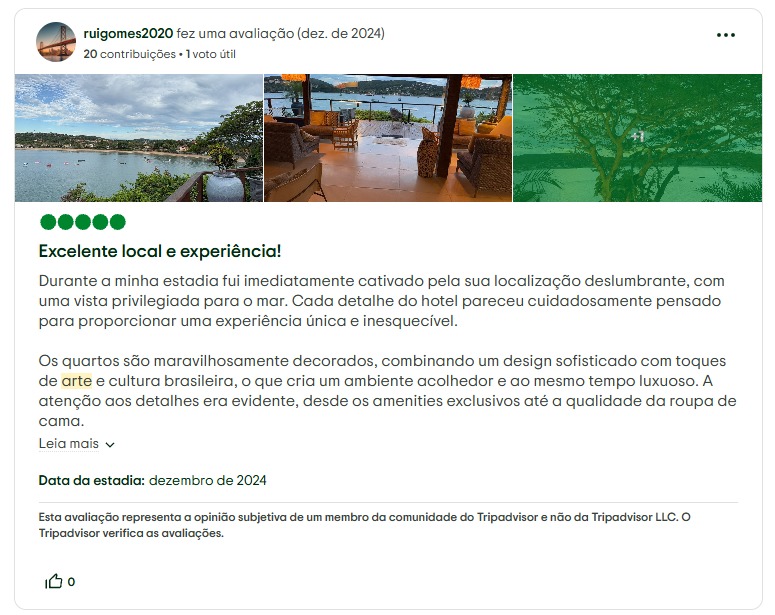 ruigomes2020 fez uma avaliação (dez. de 2024)
20 contribuições • 1 voto útil
+1
Excelente local e experiência!
Durante a minha estadia fui imediatamente cativado pela sua localização deslumbrante, com
uma vista privilegiada para o mar. Cada detalhe do hotel pareceu cuidadosamente pensado
para proporcionar uma experiência única e inesquecível.
Os quartos são maravilhosamente decorados, combinando um design sofisticado com toques
de arte e cultura brasileira, o que cria um ambiente acolhedor e ao mesmo tempo luxuoso. A
atenção aos detalhes era evidente, desde os amenities exclusivos até a qualidade da roupa de
cama.
Leia mais
Data da estadia: dezembro de 2024
Esta avaliação representa a opinião subjetiva de um membro da comunidade do Tripadvisor e não da Tripadvisor LLC. O
Tripadvisor verifica as avaliações.
0